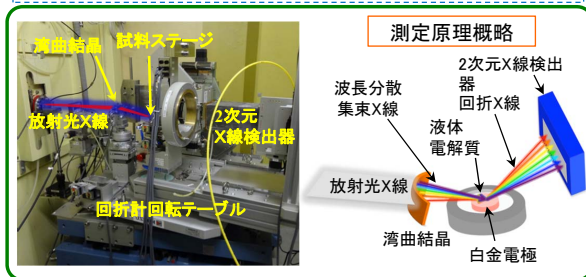 湾曲結晶
試料ステージ
放射光X線
2次元
X線検出器
回折計回転テーブル
測定原理概略
2次元X線検出
器
回折X線
波長分散
集束X線
液体
電解質
放射光X線
湾曲結晶
白金電極